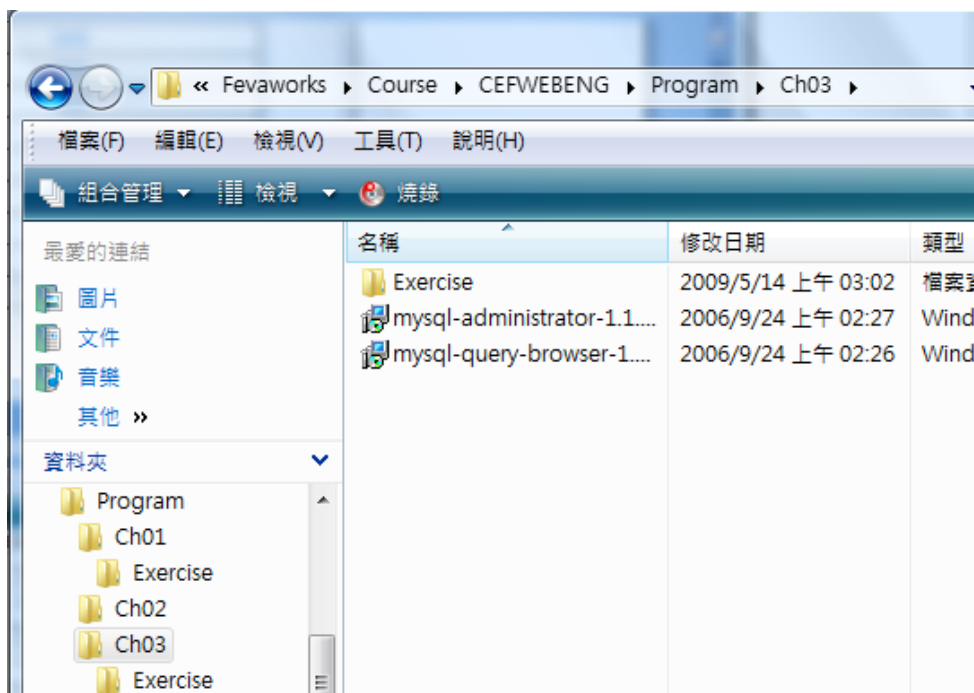 « Fevaworks ▸ Course ▸ CEFWEBENG ▸ Program ▸ Ch03 ▸
檔案(F) 編輯(E) 檢視(V) 工具(T) 說明(H)
組合管理 檢視 燒錄
最愛的連結
圖片
文件
音樂
其他 »
資料夾
Program
Ch01
Exercise
Ch02
Ch03
Exercise
名稱 修改日期 類型
Exercise 2009/5/14 上午 03:02 檔案
mysql-administrator-1.1.... 2006/9/24 上午 02:27 Wind
mysql-query-browser-1.... 2006/9/24 上午 02:26 Wind